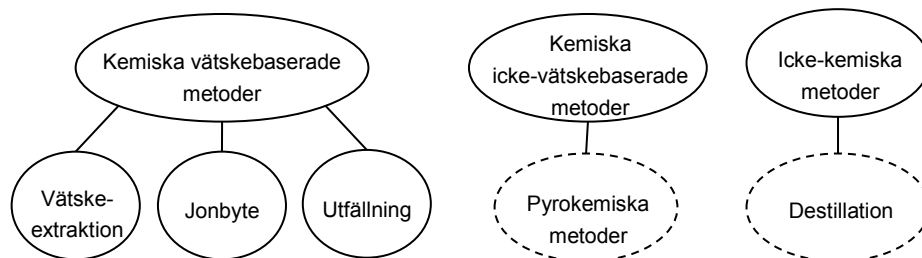 Kemiska vätskebaserade
metoder
Kemiska
icke-vätskebaserade
metoder
Icke-kemiska
metoder
Vätske-
extraktion
Jonbyte
Utfällning
Pyrokemiska
metoder
Destillation